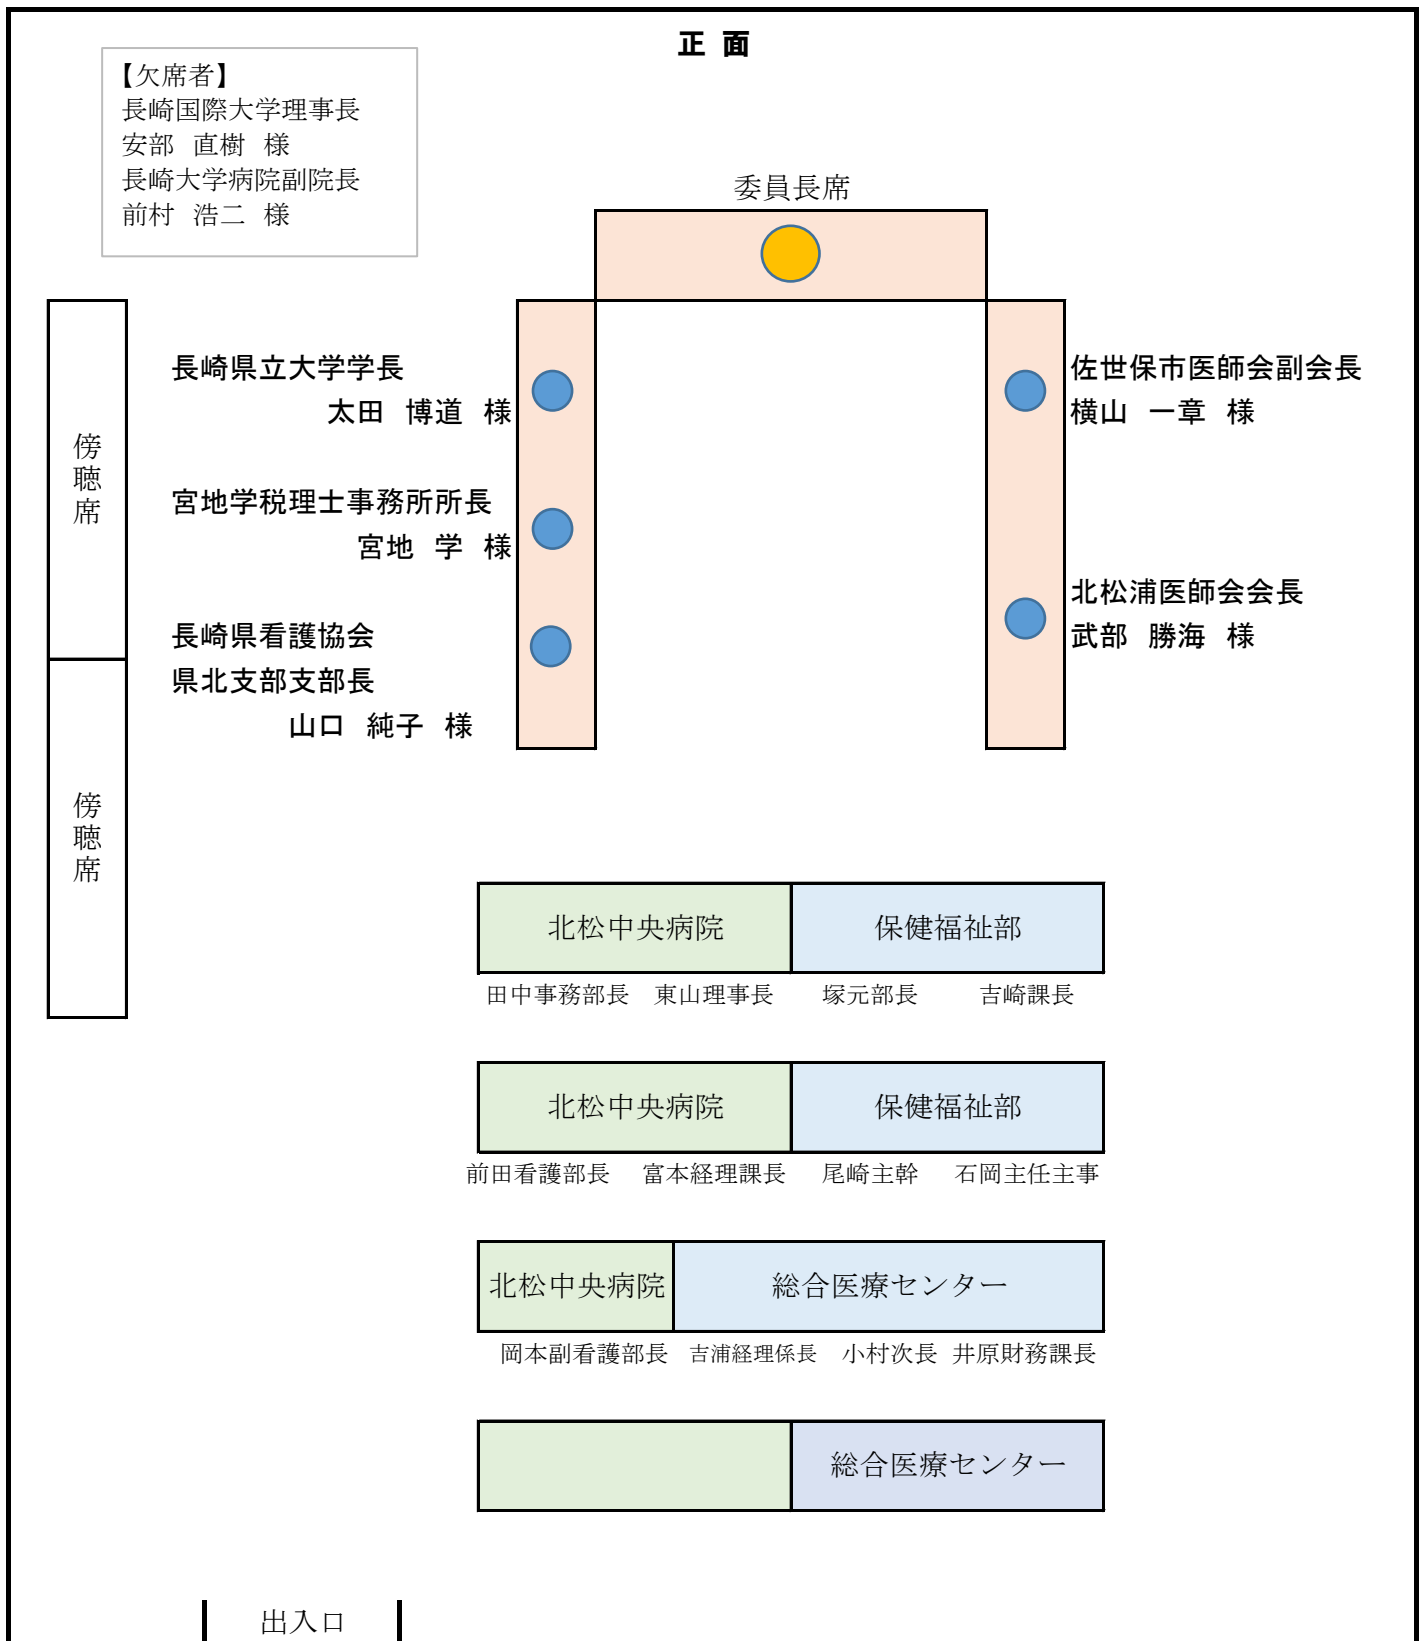 正 面
【欠席者】
長崎国際大学理事長
安部 直樹 様
長崎大学病院副院長
前村 浩二 様
委員長席
長崎県立大学学長
太田 博道 様
宮地学税理士事務所所長
宮地 学 様
長崎県看護協会
県北支部支部長
山口 純子 様
佐世保市医師会副会長
横山 一章 様
北松浦医師会会長
武部 勝海 様
傍聴席
傍聴席
北松中央病院 保健福祉部
田中事務部長 東山理事長 塚元部長 吉崎課長
北松中央病院 保健福祉部
前田看護部長 富本経理課長 尾崎主幹 石岡主任主事
北松中央病院 総合医療センター
岡本副看護部長 吉浦経理係長 小村次長 井原財務課長
総合医療センター
出入口